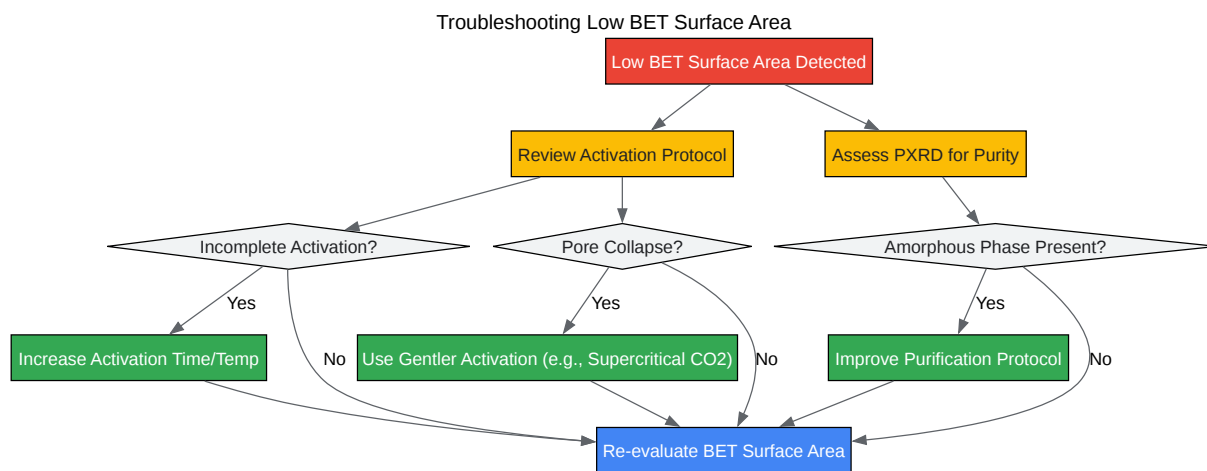 Troubleshooting Low BET Surface Area
Low BET Surface Area Detected
Review Activation Protocol
Assess PXRD for Purity
Incomplete Activation?
Pore Collapse?
Amorphous Phase Present?
Yes
Yes
Yes
Increase Activation Time/Temp
No
Use Gentler Activation (e.g., Supercritical CO2)
No
Improve Purification Protocol
No
Re-evaluate BET Surface Area